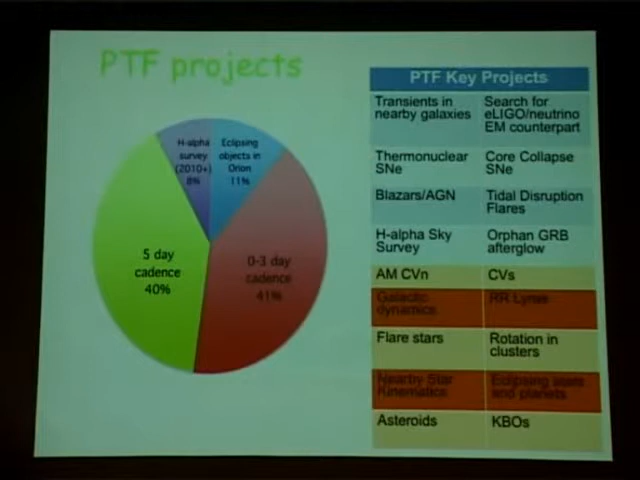 PTF projects
H-alpha
survey
(2010+)
8%
Eclipsing
objects in
Orion
11%
5 day
cadence
40%
0-3 day
cadence
41%
PTF Key Projects
Transients in
nearby galaxies
Search for
eLIGO/neutrino
EM counterpart
Thermonuclear
SNe
Core Collapse
SNe
Blazars/AGN
Tidal Disruption
Flares
H-alpha Sky
Survey
Orphan GRB
afterglow
AM CVn
CVs
Galactic
dynamics
RR Lyrae
Flare stars
Rotation in
clusters
Nearby Star
Kinematics
Eclipsing stars
and planets
Asteroids
KBOs